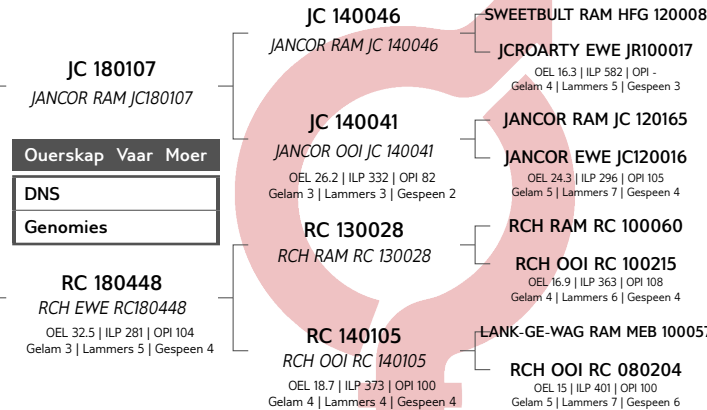 JC 180107
JANCOR RAM JC180107
Ouerskap Vaar Moer
DNS
Genomies
RC 180448
RCH EWE RC180448
OEL 32.5 | ILP 281 | OPI 104
Gelam 3 | Lammers 5 | Gespeen 4
JC 140046
JANCOR RAM JC 140046
JC 140041
JANCOR OOI JC 140041
OEL 26.2 | ILP 332 | OPI 82
Gelam 3 | Lammers 3 | Gespeen 2
RC 130028
RCH RAM RC 130028
RC 140105
RCH OOI RC 140105
OEL 18.7 | ILP 373 | OPI 100
Gelam 4 | Lammers 4 | Gespeen 4
SWEETBULT RAM HFG 120008
JCROARTY EWE JR100017
OEL 16.3 | ILP 582 | OPI -
Gelam 4 | Lammers 5 | Gespeen 3
JANCOR RAM JC 120165
JANCOR EWE JC120016
OEL 24.3 | ILP 296 | OPI 105
Gelam 5 | Lammers 7 | Gespeen 4
RCH RAM RC 100060
RCH OOI RC 100215
OEL 16.9 | ILP 363 | OPI 108
Gelam 4 | Lammers 6 | Gespeen 4
LANK-GE-WAG RAM MEB 100057
RCH OOI RC 080204
OEL 15 | ILP 401 | OPI 100
Gelam 5 | Lammers 7 | Gespeen 6